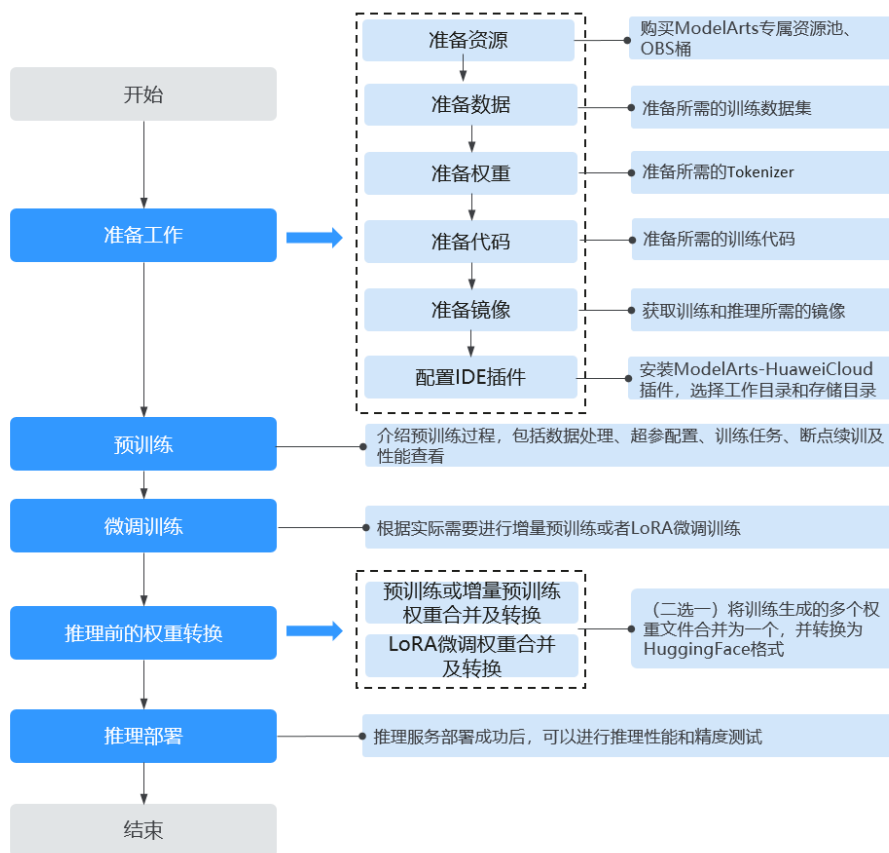 开始
准备工作
准备资源
购买ModelArts专属资源池、
OBS桶
准备数据
准备所需的训练数据集
准备权重
准备所需的Tokenizer
准备代码
准备所需的训练代码
准备镜像
获取训练和推理所需的镜像
配置IDE插件
安装ModelArts-HuaweiCloud
插件，选择工作目录和存储目录
预训练
介绍预训练过程，包括数据处理、超参配置、训练任务、断点续训及
性能查看
微调训练
根据实际需要进行增量预训练或者LoRA微调训练
推理前的权重转换
预训练或增量预训练
权重合并及转换
LoRA微调权重合并
及转换
（二选一）将训练生成的多个权
重文件合并为一个，并转换为
HuggingFace格式
推理部署
推理服务部署成功后，可以进行推理性能和精度测试
结束